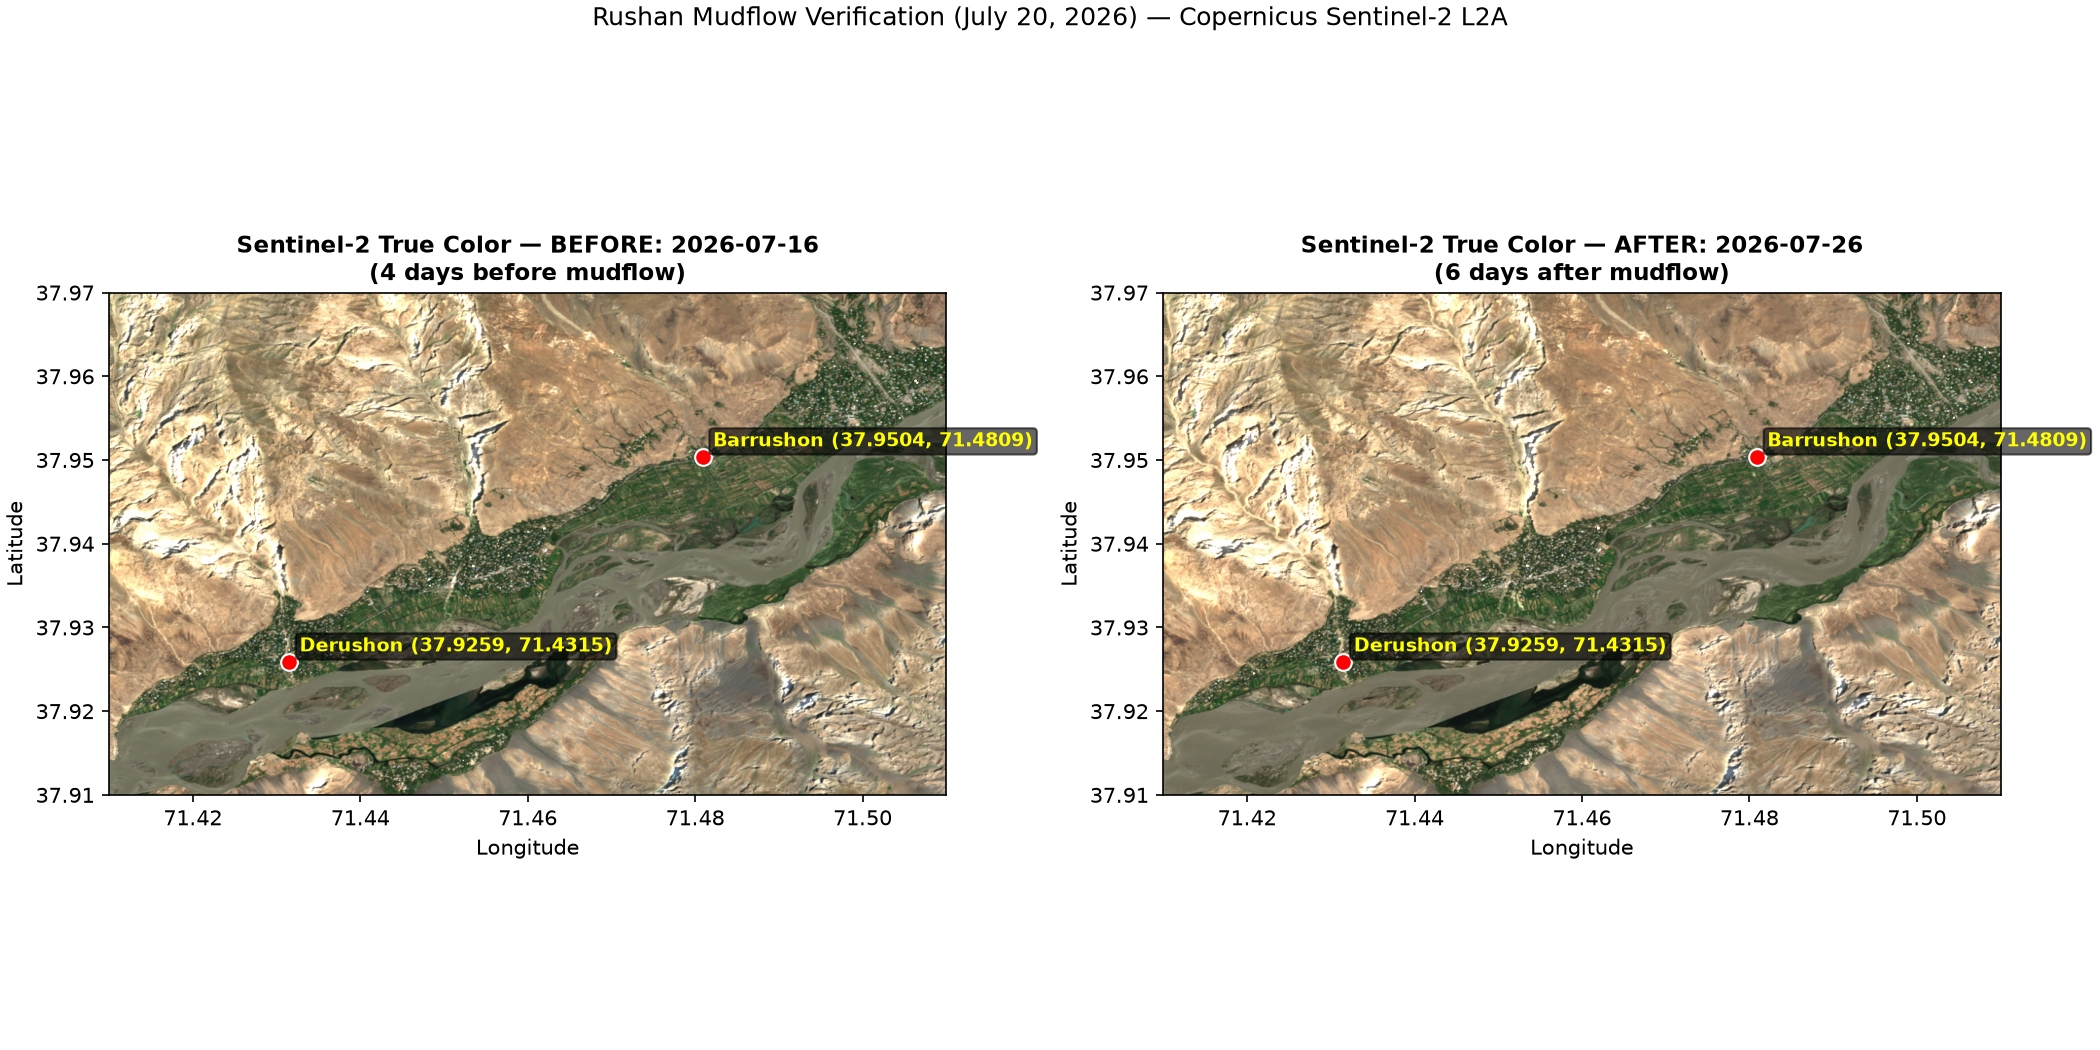 Rushan Mudflow Verification (July 20, 2026) — Copernicus Sentinel-2 L2A
Sentinel-2 True Color — BEFORE: 2026-07-16
(4 days before mudflow)
37.97
37.96
37.95
37.94
37.93
37.92
37.91
Latitude
Barrushon (37.9504, 71.4809)
Derushon (37.9259, 71.4315)
71.42
71.44
71.46
71.48
71.50
Longitude
Sentinel-2 True Color — AFTER: 2026-07-26
(6 days after mudflow)
37.97
37.96
37.95
37.94
37.93
37.92
37.91
Latitude
Barrushon (37.9504, 71.4809)
Derushon (37.9259, 71.4315)
71.42
71.44
71.46
71.48
71.50
Longitude